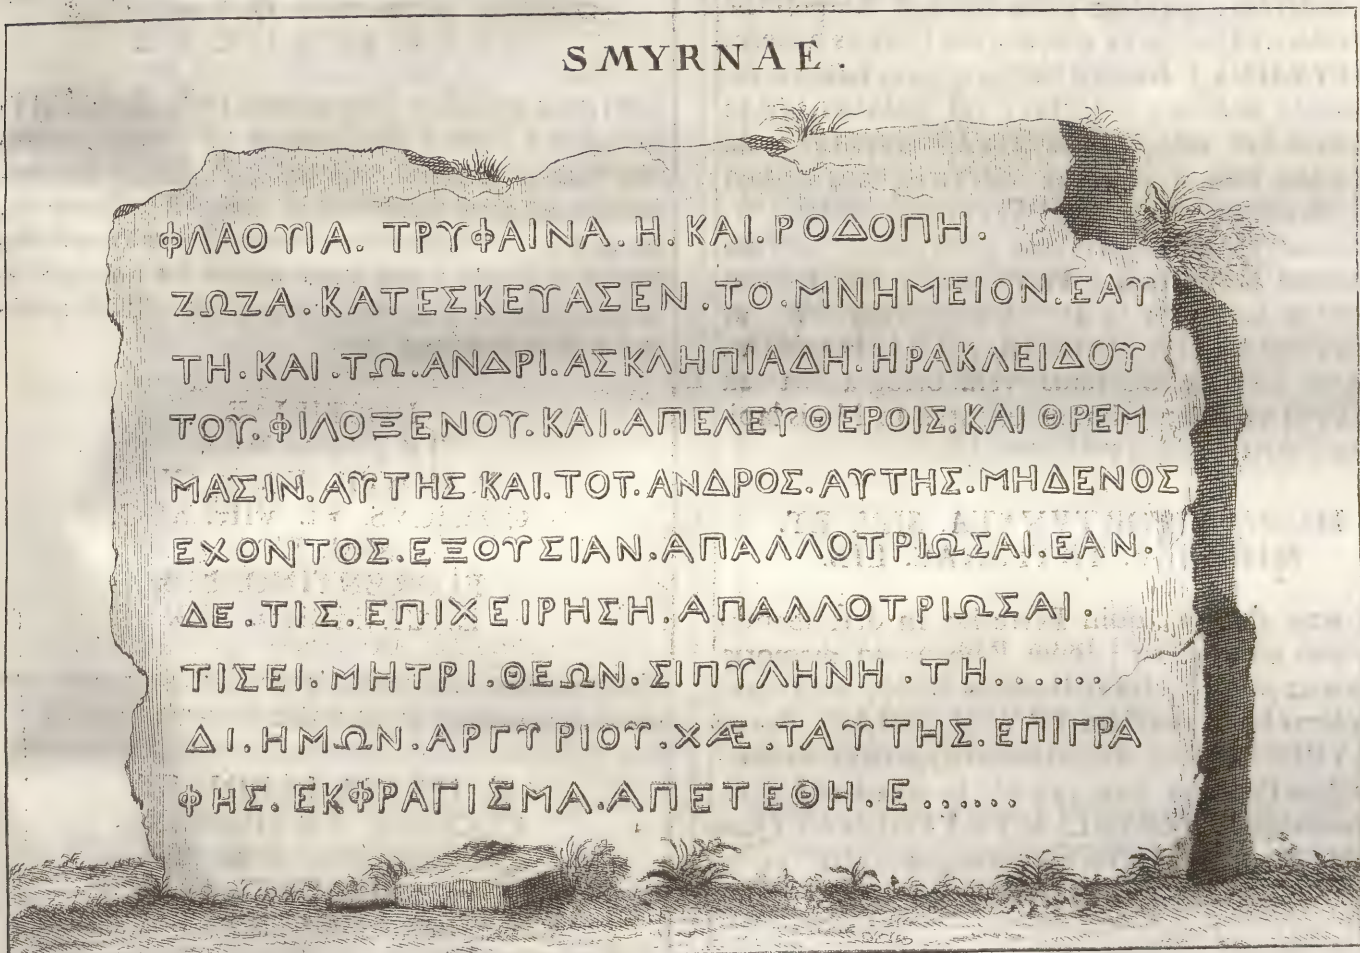 SMYRNAE.
ΦΛΑΟΥΙΑ. ΤΡΥΦΑΙΝΑ. Η. ΚΑΙ. ΡΟΔΟΠΗ.
ΖΩΖΑ. ΚΑΤΕΣΚΕΥΑΣΕΝ. ΤΟ. ΜΝΗΜΕΙΟΝ. ΕΑΥ
ΤΗ. ΚΑΙ. ΤΩ. ΑΝΔΡΙ. ΑΣΚΛΗΠΙΑΔΗ. ΗΡΑΚΛΕΙΔΟΥ
ΤΟΥ. ΦΙΛΟΞΕΝΟΥ. ΚΑΙ. ΑΠΕΛΕΥΘΕΡΟΙΣ. ΚΑΙ ΘΡΕΜ
ΜΑΣΙΝ. ΑΥΤΗΣ ΚΑΙ. ΤΟΤ. ΑΝΔΡΟΣ. ΑΥΤΗΣ. ΜΗΔΕΝΟΣ
ΕΧΟΝΤΟΣ. ΕΞΟΥΣΙΑΝ. ΑΠΑΛΛΟΤΡΙΩΣΑΙ. ΕΑΝ.
ΔΕ. ΤΙΣ. ΕΠΙΧΕΙΡΗΣΗ. ΑΠΑΛΛΟΤΡΙΩΣΑΙ.
ΤΙΣΕΙ. ΜΗΤΡΙ. ΘΕΩΝ. ΣΙΠΥΛΗΝΗ. ΤΗ......
ΔΙ. ΗΜΩΝ. ΑΡΓΥΡΙΟΥ. ΧÆ. ΤΑΥΤΗΣ. ΕΠΙΓΡΑ
ΦΗΣ. ΕΚΦΡΑΓΙΣΜΑ. ΑΠΕΤΕΘΗ. Ε......